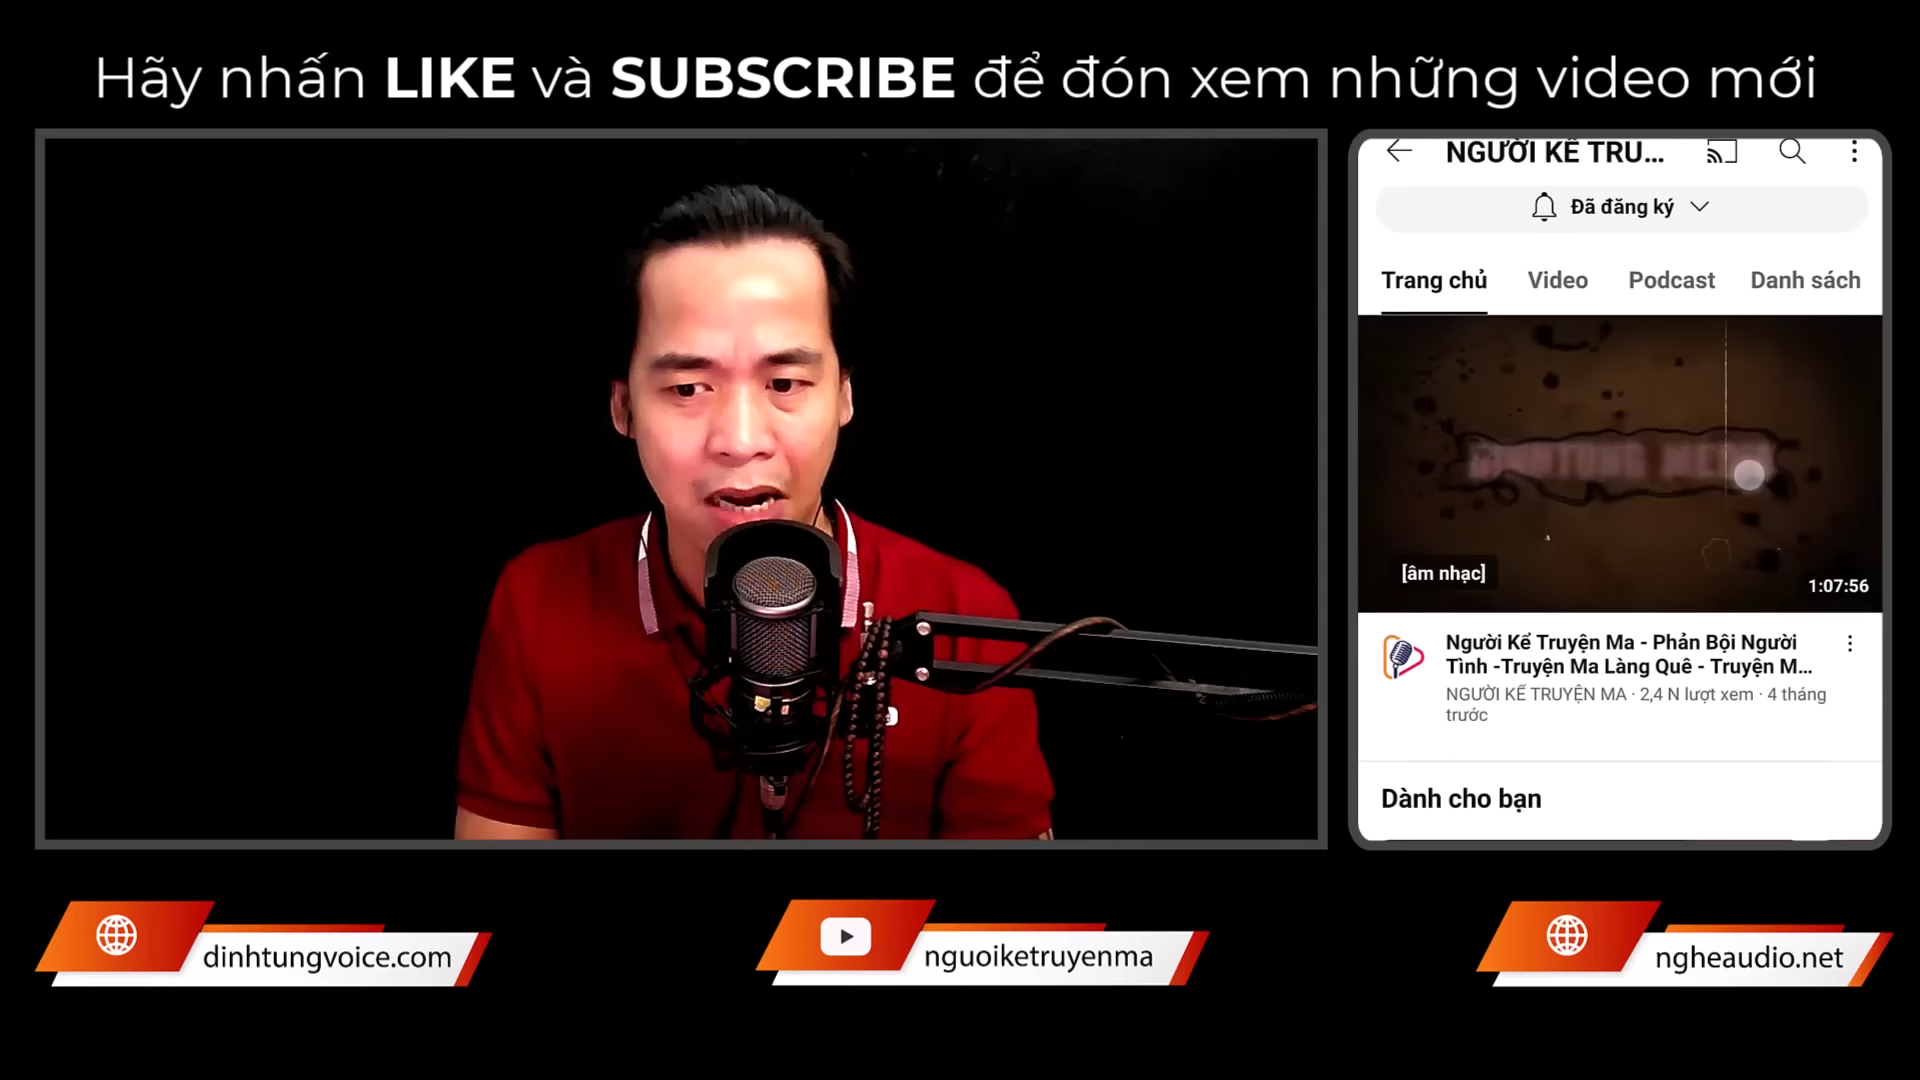 Hãy nhấn LIKE và SUBSCRIBE để đón xem những video mới
NGƯỜI KỂ TRU...
Đã đăng ký
Trang chủ
Video
Podcast
Danh sách
[âm nhạc]
1:07:56
Người Kể Truyện Ma - Phản Bội Người
Tình -Truyện Ma Làng Quê - Truyện M...
NGƯỜI KỂ TRUYỆN MA · 2,4 N lượt xem · 4 tháng
trước
Dành cho bạn
dinhtungvoice.com
nguoiketruyenma
ngheaudio.net